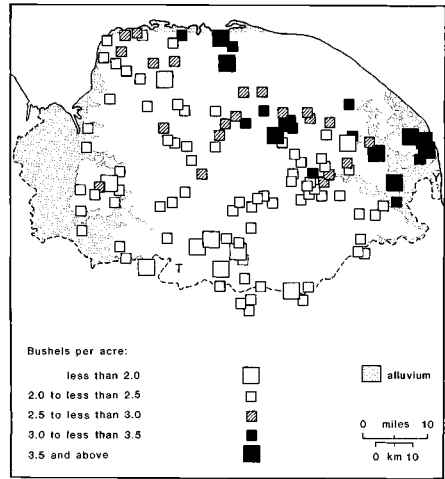 T
Bushels per acre:
less than 2.0
2.0 to less than 2.5
2.5 to less than 3.0
3.0 to less than 3.5
3.5 and above
alluvium
0 miles 10
0 km 10